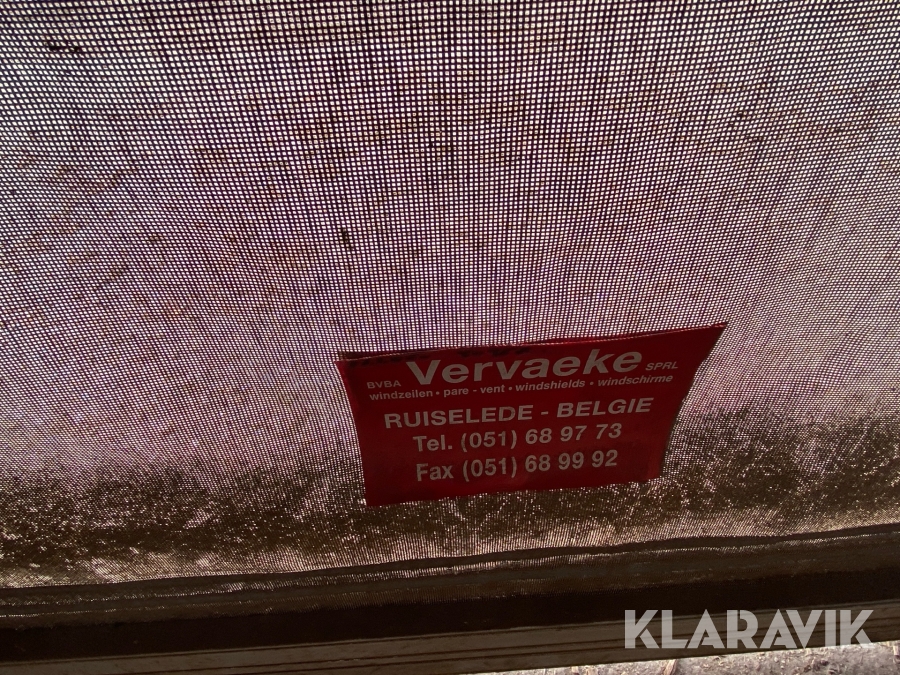 BVBA Vervaeke SPRL
windzeilen • pare - vent • windshields • windschirme
RUISELEDE - BELGIE
Tel. (051) 68 97 73
Fax (051) 68 99 92
KLARAVIK